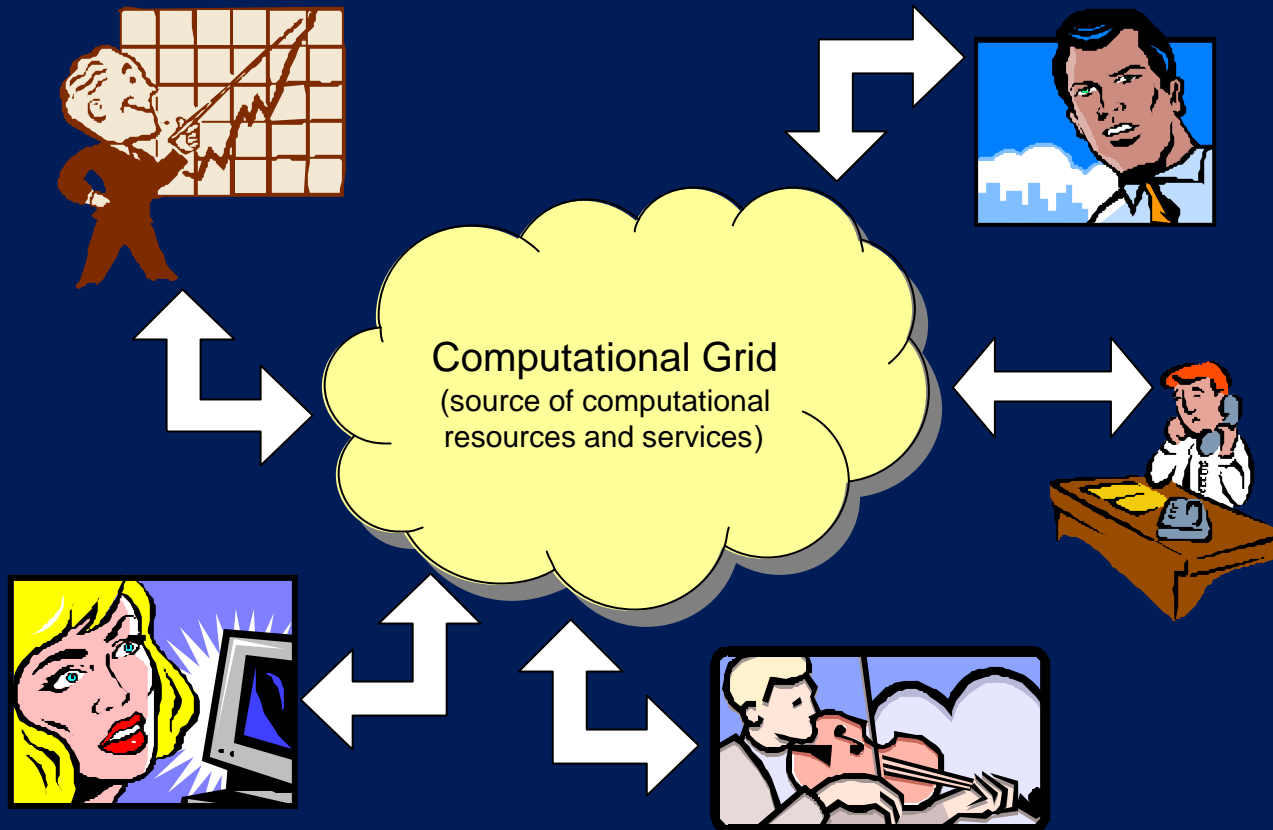 Computational Grid
(source of computational
resources and services)